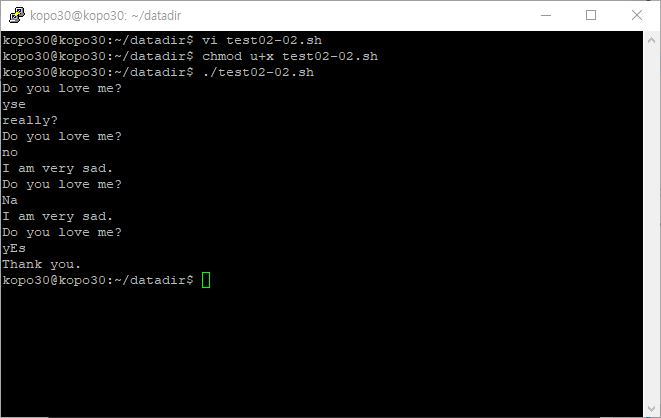 kopo30@kopo30: ~/datadir
kopo30@kopo30:~/datadir$ vi test02-02.sh
kopo30@kopo30:~/datadir$ chmod u+x test02-02.sh
kopo30@kopo30:~/datadir$ ./test02-02.sh
Do you love me?
yse
really?
Do you love me?
no
I am very sad.
Do you love me?
Na
I am very sad.
Do you love me?
yEs
Thank you.
kopo30@kopo30:~/datadir$